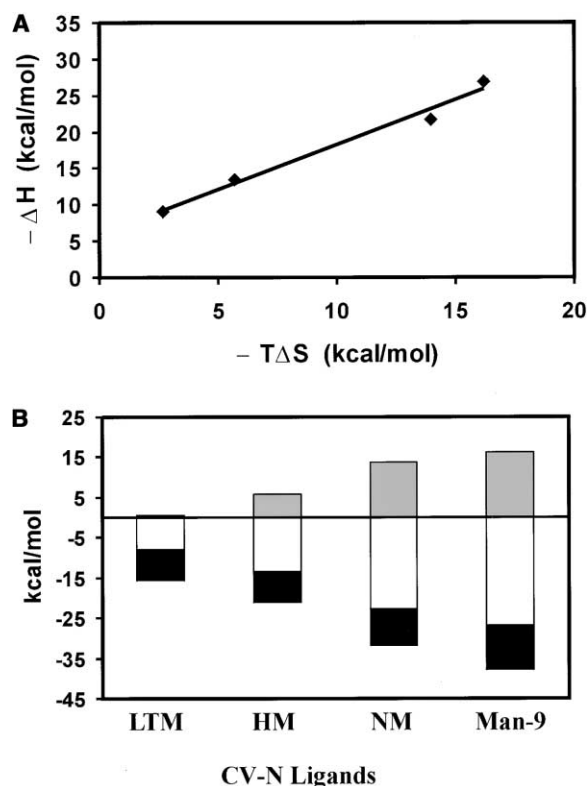 A
35
30
25
20
15
10
5
0
− ΔH (kcal/mol)
0 5 10 15 20
− TΔS (kcal/mol)
B
25
15
5
-5
-15
-25
-35
-45
kcal/mol
LTM HM NM Man-9
CV-N Ligands